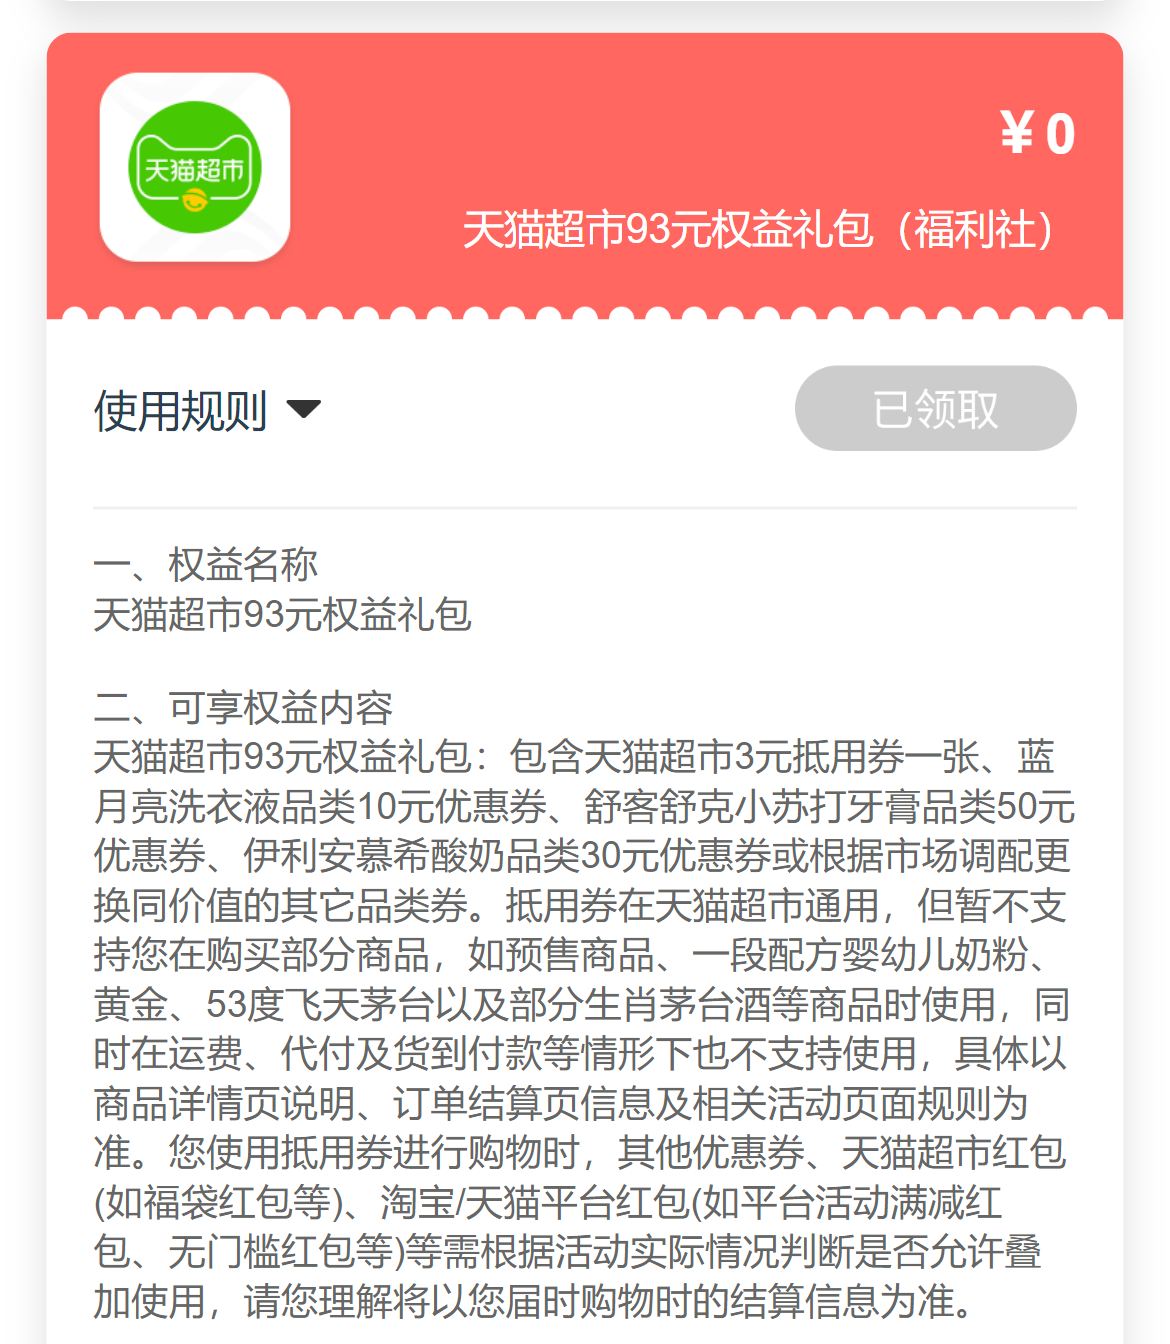 天猫超市
¥0
天猫超市93元权益礼包（福利社）
使用规则
已领取
一、权益名称
天猫超市93元权益礼包
二、可享权益内容
天猫超市93元权益礼包：包含天猫超市3元抵用券一张、蓝
月亮洗衣液品类10元优惠券、舒客舒克小苏打牙膏品类50元
优惠券、伊利安慕希酸奶品类30元优惠券或根据市场调配更
换同价值的其它品类券。抵用券在天猫超市通用，但暂不支
持您在购买部分商品，如预售商品、一段配方婴幼儿奶粉、
黄金、53度飞天茅台以及部分生肖茅台酒等商品时使用，同
时在运费、代付及货到付款等情形下也不支持使用，具体以
商品详情页说明、订单结算页信息及相关活动页面规则为
准。您使用抵用券进行购物时，其他优惠券、天猫超市红包
(如福袋红包等)、淘宝/天猫平台红包(如平台活动满减红
包、无门槛红包等)等需根据活动实际情况判断是否允许叠
加使用，请您理解将以您届时购物时的结算信息为准。